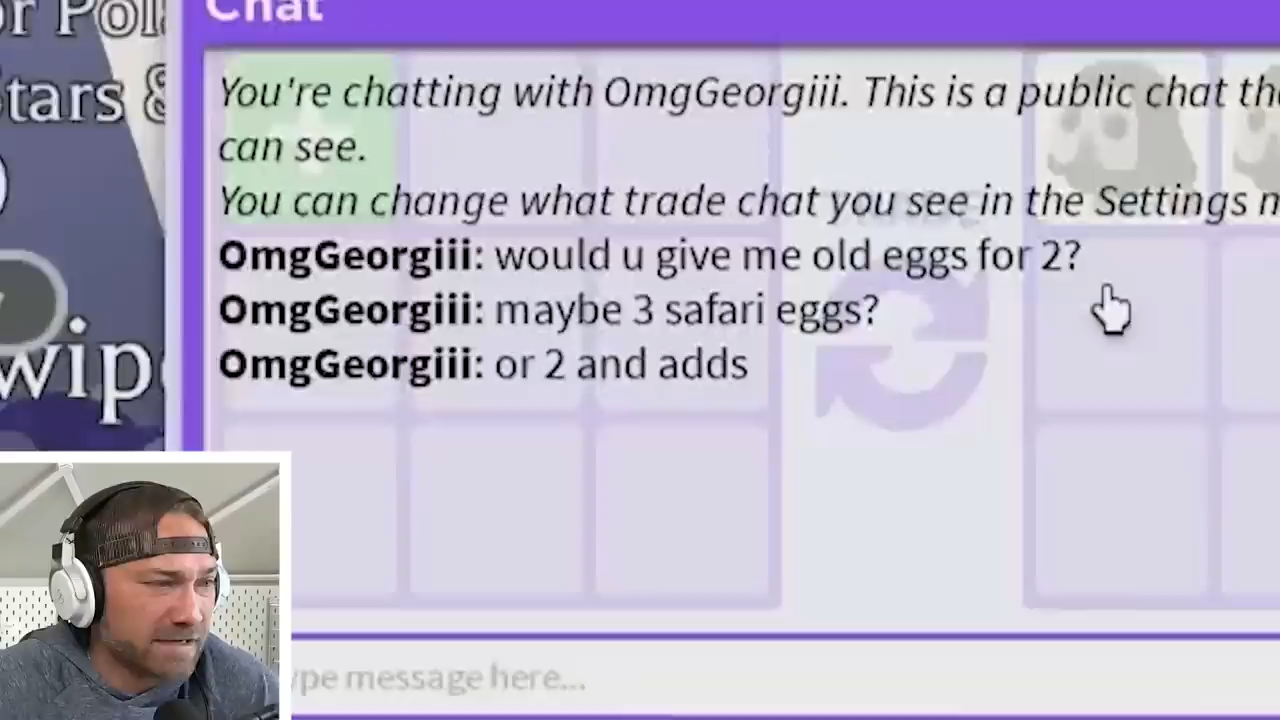 Chat
You're chatting with OmgGeorgiii. This is a public chat
can see.
You can change what trade chat you see in the Settings
OmgGeorgiii: would u give me old eggs for 2?
OmgGeorgiii: maybe 3 safari eggs?
OmgGeorgiii: or 2 and adds
message here...